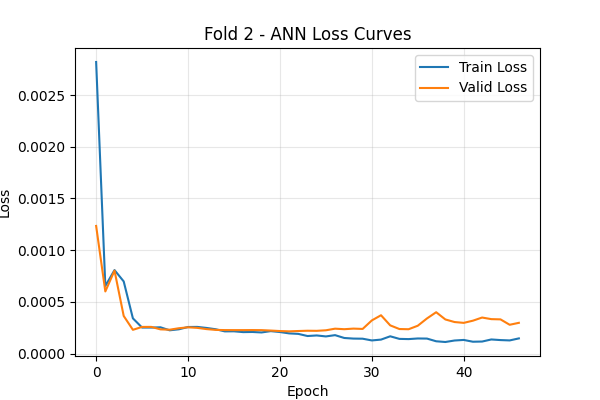 Fold 2 - ANN Loss Curves
Train Loss
Valid Loss
0.0025
0.0020
0.0015
0.0010
0.0005
0.0000
Loss
0 10 20 30 40
Epoch